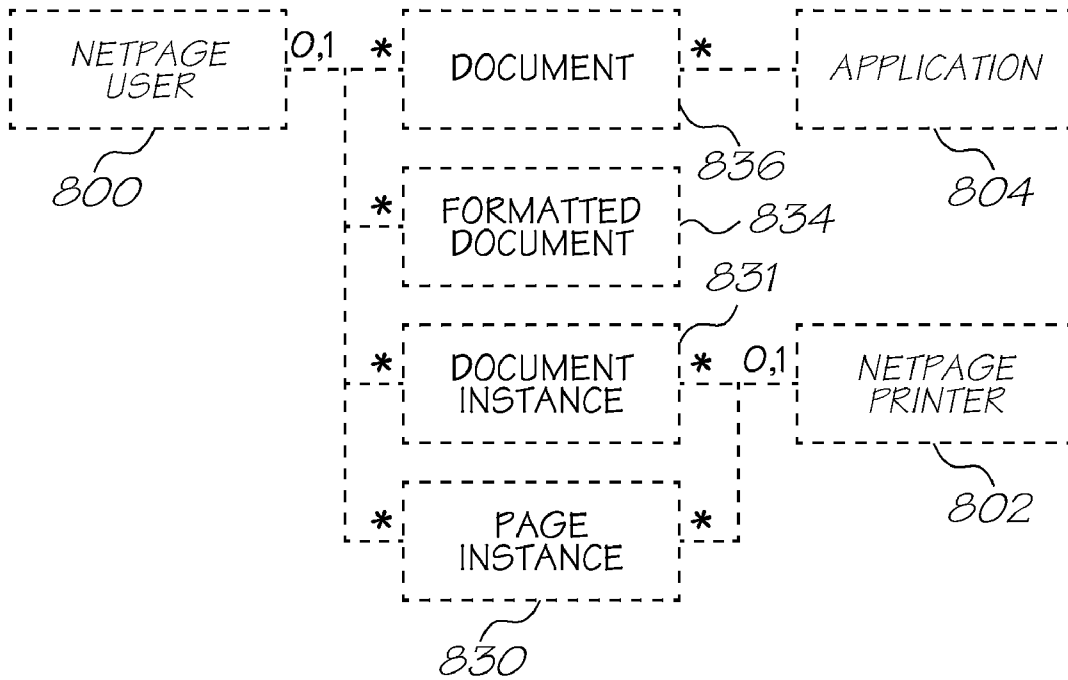 NETPAGE
USER
0,1
*
DOCUMENT
*
APPLICATION
800
836
804
*
FORMATTED
DOCUMENT
834
831
*
DOCUMENT
INSTANCE
*
0,1
NETPAGE
PRINTER
802
*
PAGE
INSTANCE
*
830